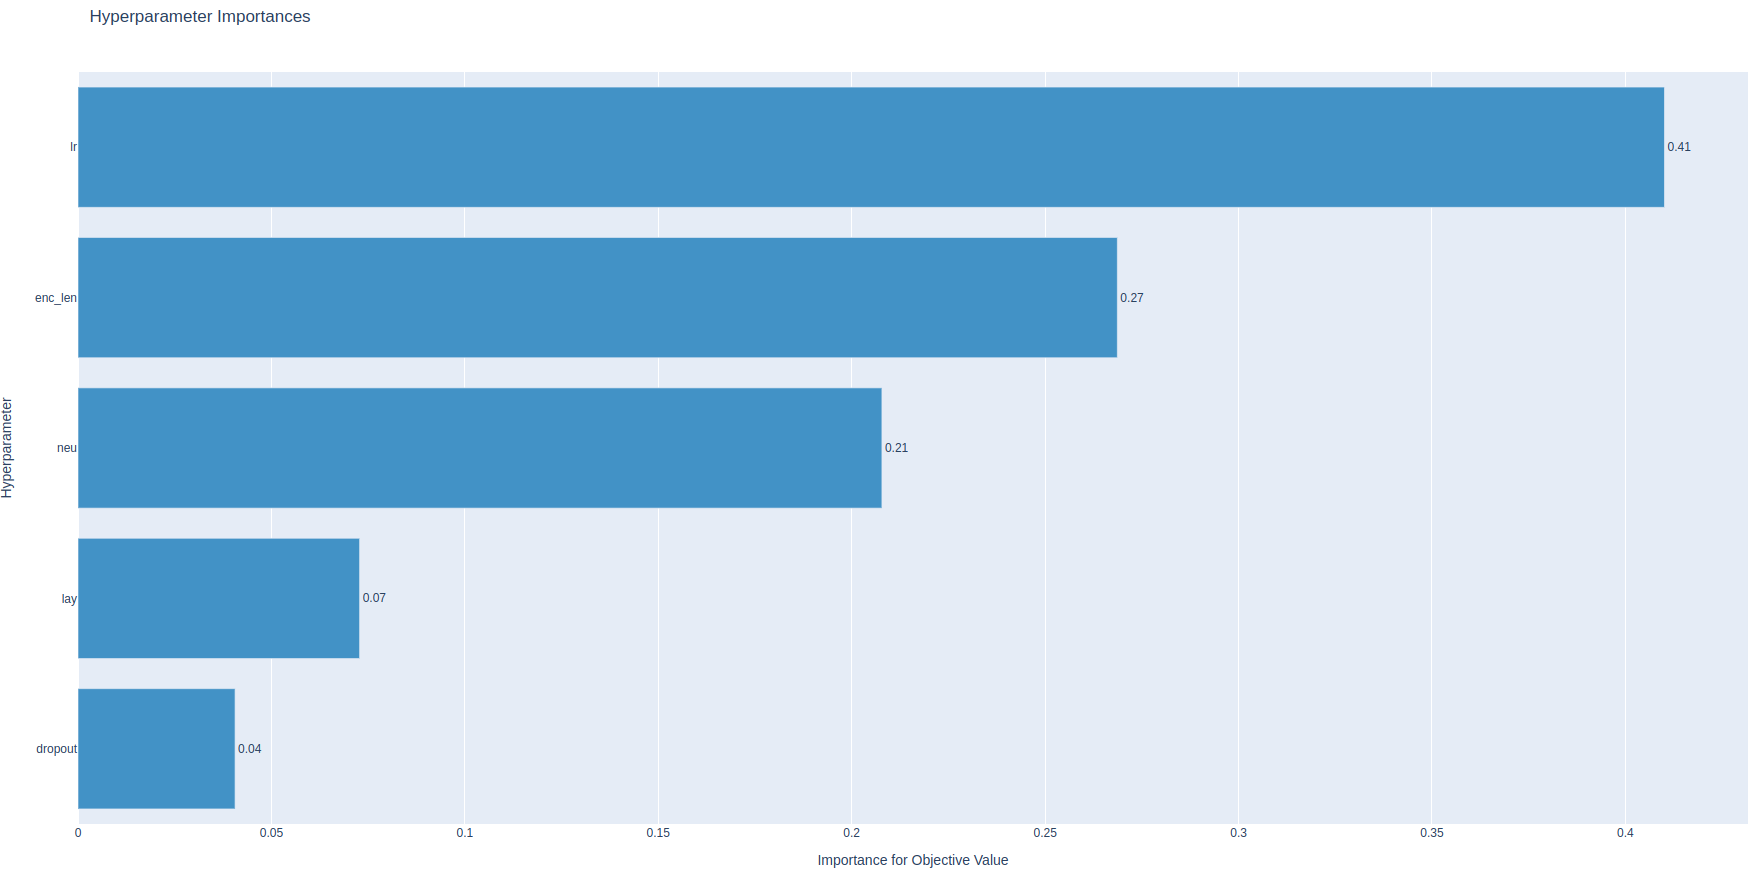 Hyperparameter Importances
Hyperparameter
lr
0.41
enc_len
0.27
neu
0.21
lay
0.07
dropout
0.04
0 0.05 0.1 0.15 0.2 0.25 0.3 0.35 0.4
Importance for Objective Value